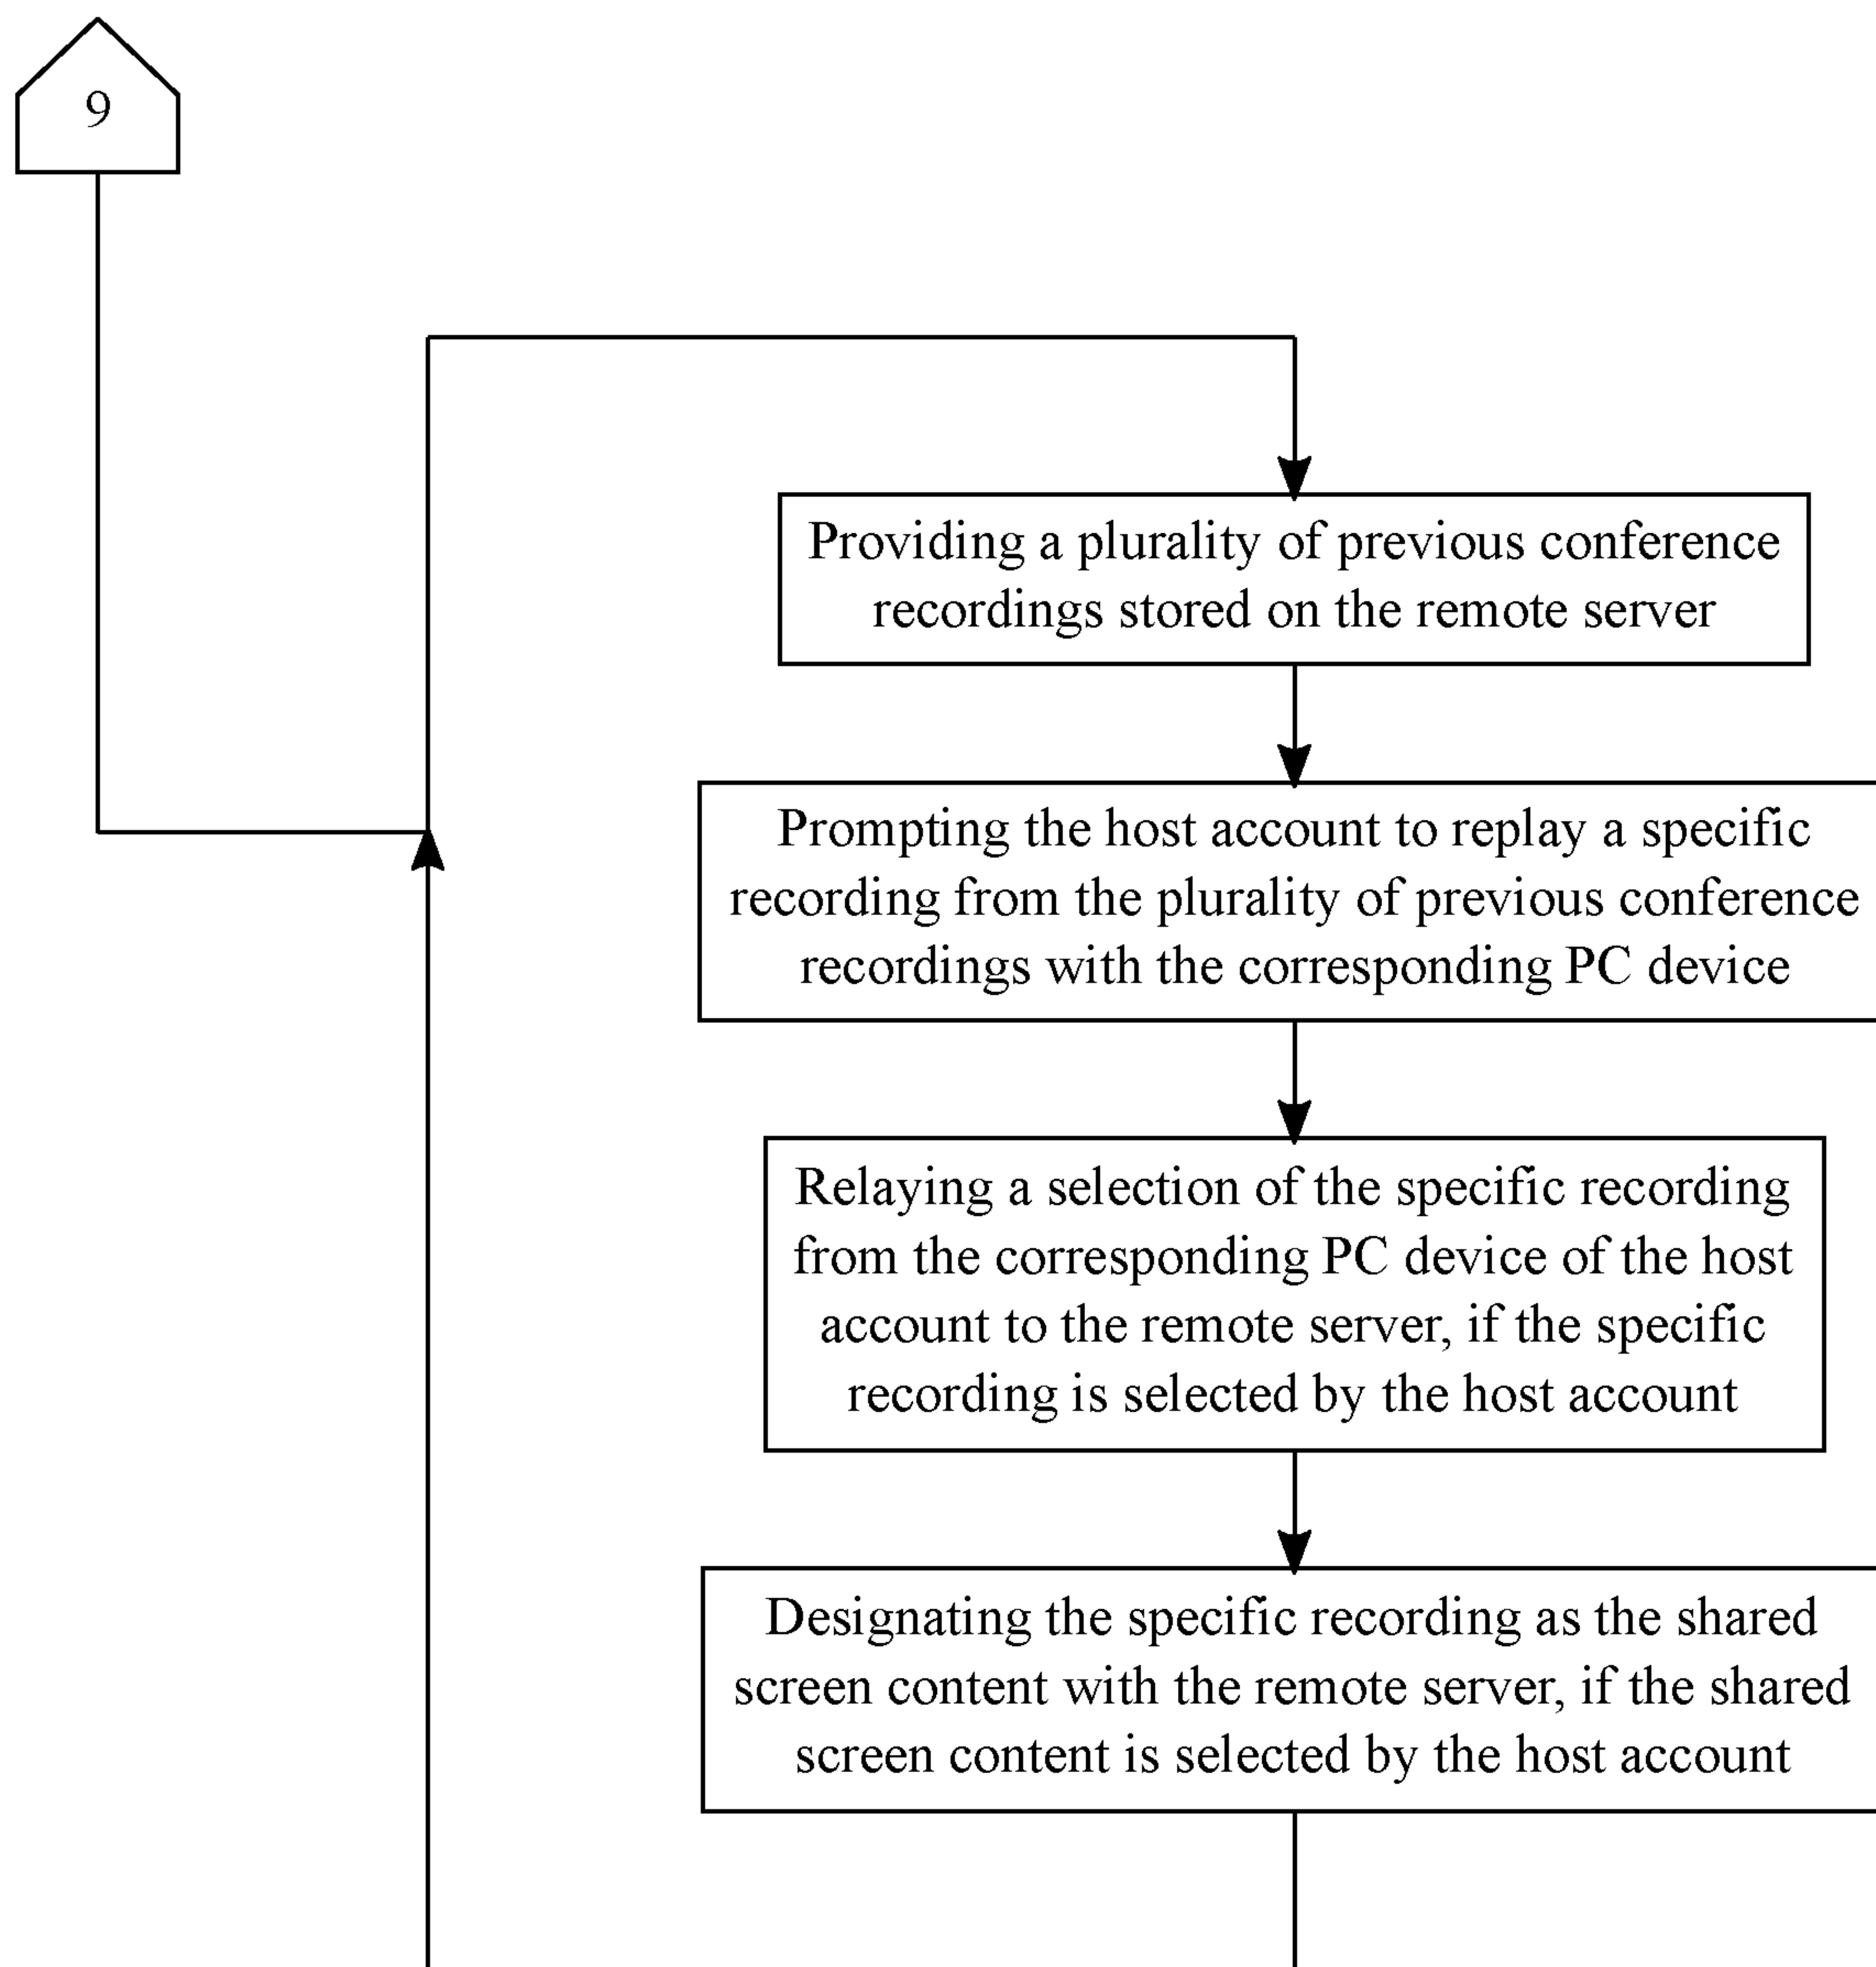 9
Providing a plurality of previous conference
recordings stored on the remote server
Prompting the host account to replay a specific
recording from the plurality of previous conference
recordings with the corresponding PC device
Relaying a selection of the specific recording
from the corresponding PC device of the host
account to the remote server, if the specific
recording is selected by the host account
Designating the specific recording as the shared
screen content with the remote server, if the shared
screen content is selected by the host account